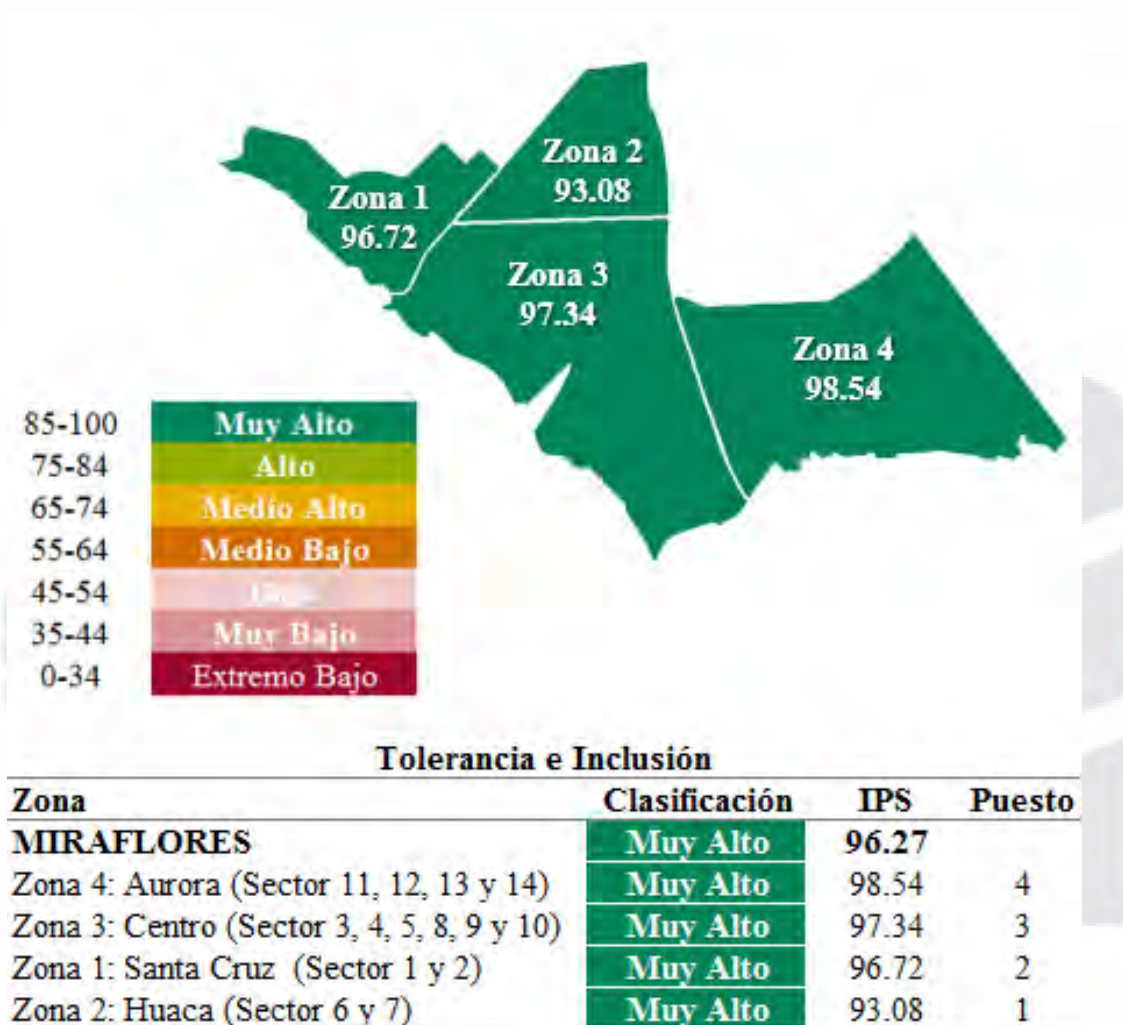 Zona 2
93.08
Zona 1
96.72
Zona 3
97.34
Zona 4
98.54
85-100 Muy Alto
75-84 Alto
65-74 Medio Alto
55-64 Medio Bajo
45-54
35-44 Muy Bajo
0-34 Extremo Bajo
Tolerancia e Inclusión
Zona Clasificación IPS Puesto
MIRAFLORES Muy Alto 96.27
Zona 4: Aurora (Sector 11, 12, 13 y 14) Muy Alto 98.54 4
Zona 3: Centro (Sector 3, 4, 5, 8, 9 y 10) Muy Alto 97.34 3
Zona 1: Santa Cruz (Sector 1 y 2) Muy Alto 96.72 2
Zona 2: Huaca (Sector 6 y 7) Muy Alto 93.08 1